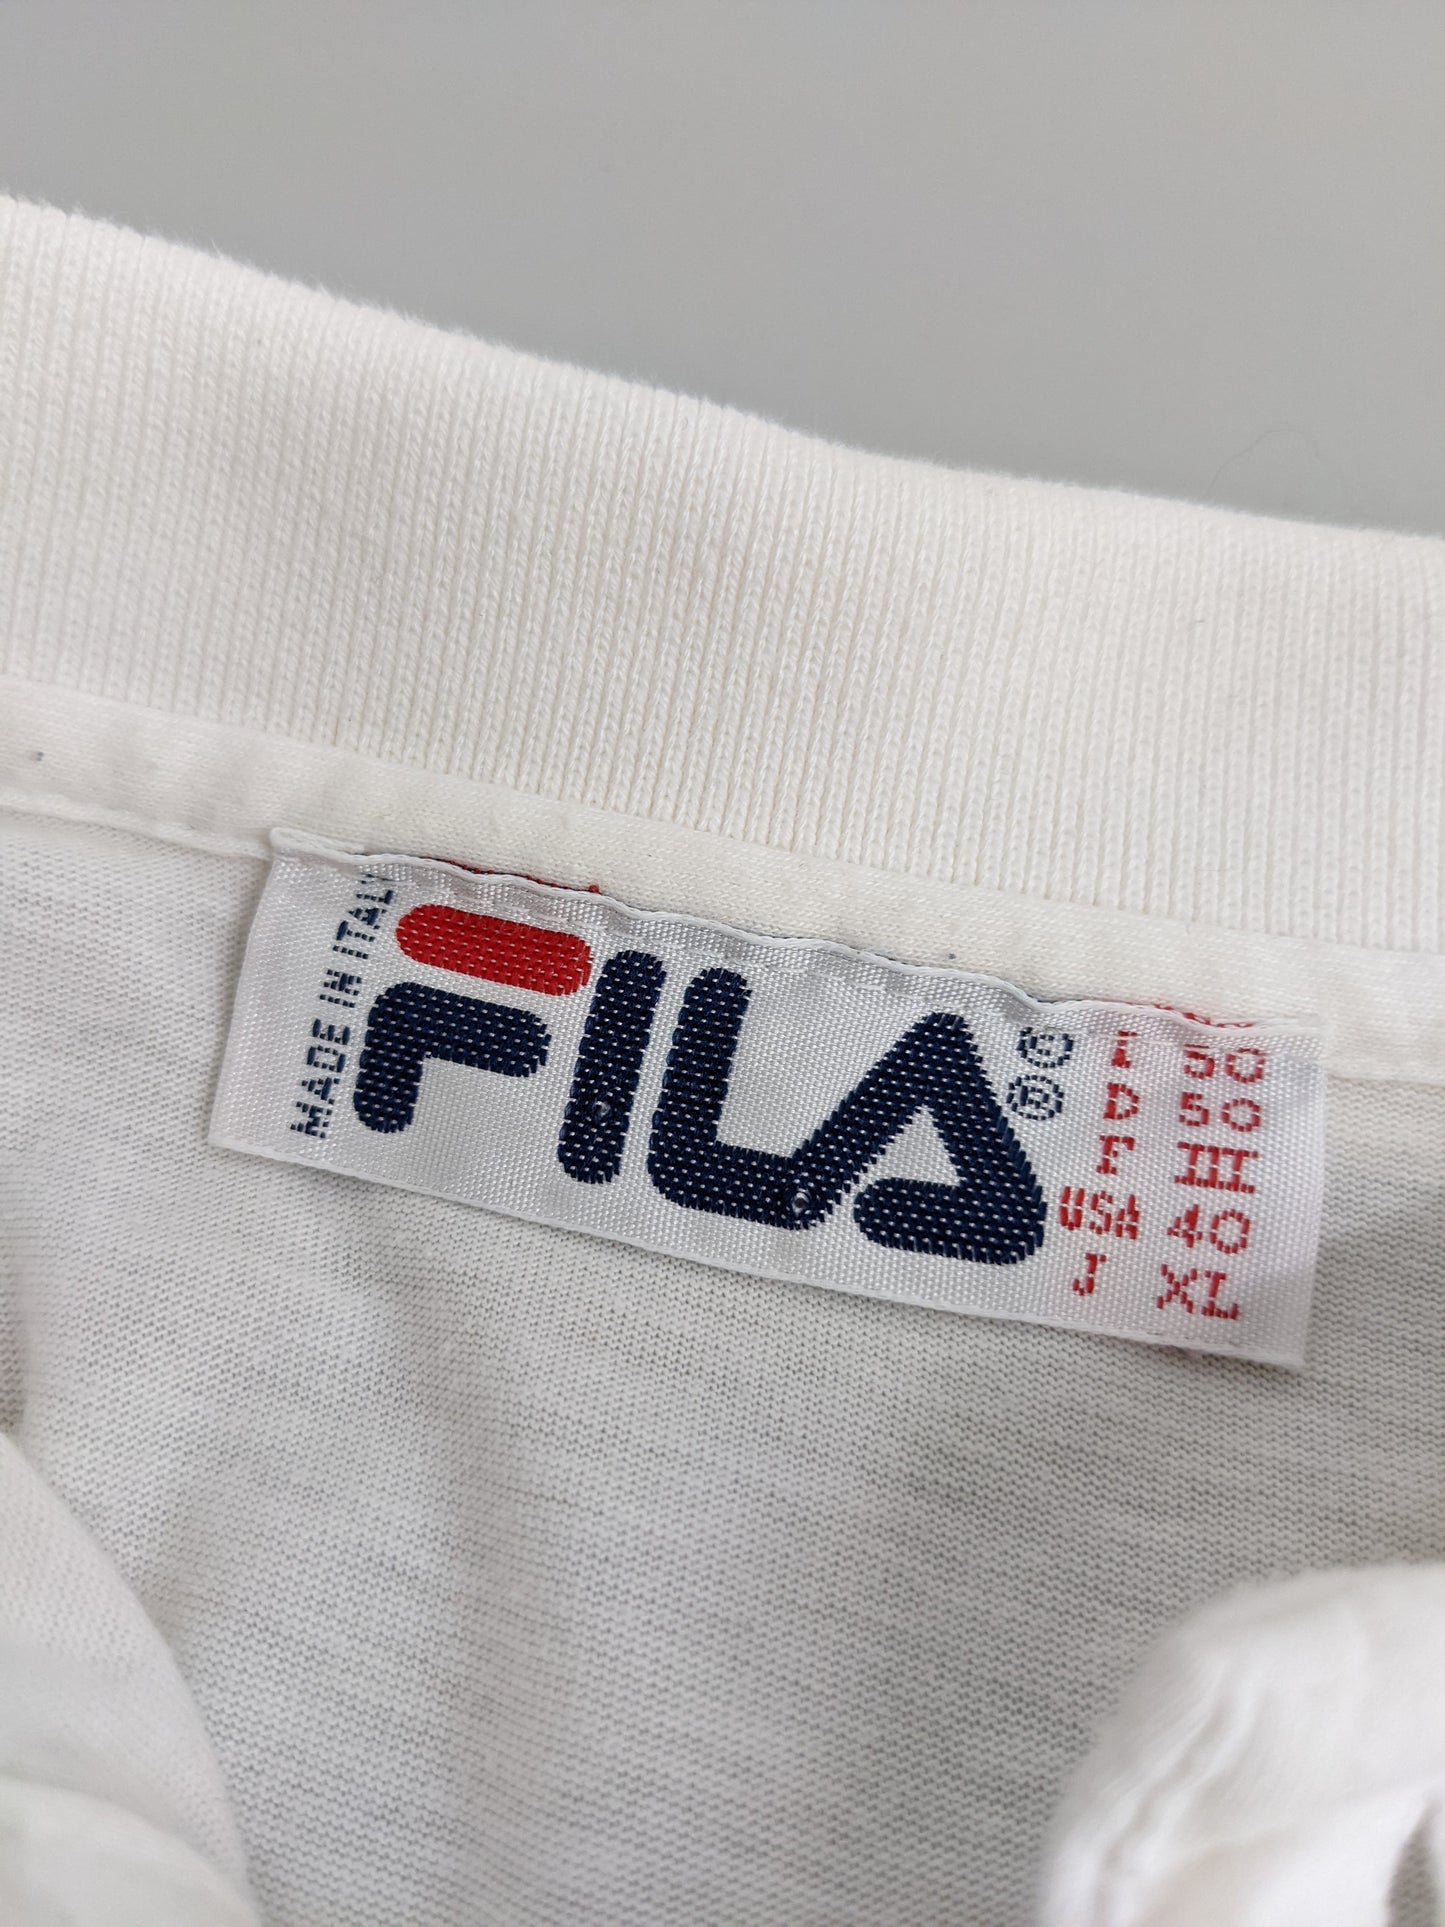 MADE IN ITALY
FILA
© ®
I 50
D 50
F III
USA 40
J XL